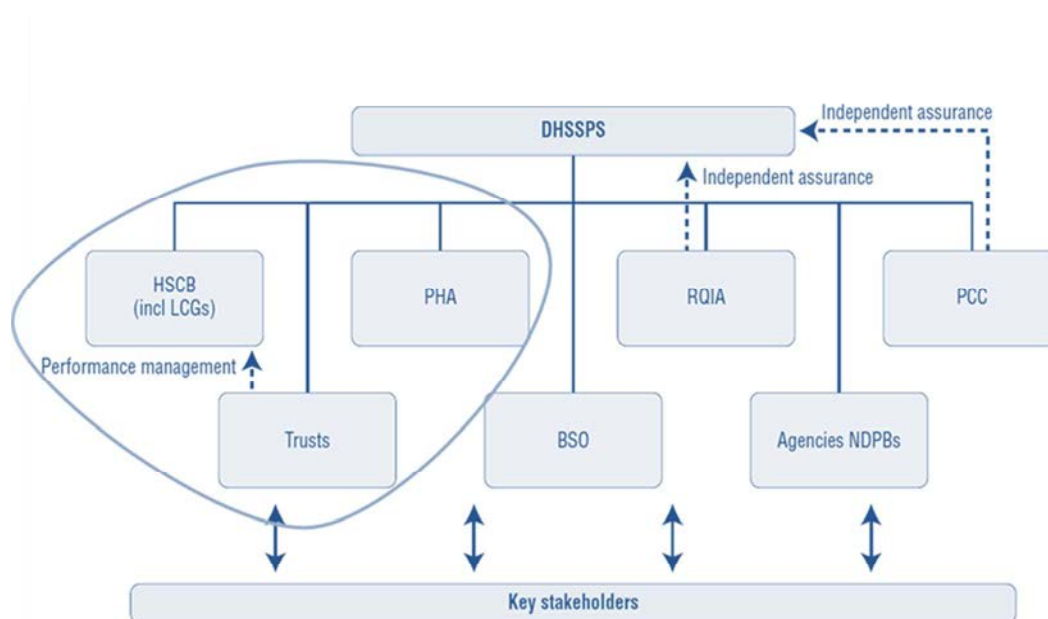 Independent assurance
DHSSPS
Independent assurance
HSCB
(incl LCGs)
PHA
RQIA
PCC
Performance management
Trusts
BSO
Agencies NDPBs
Key stakeholders